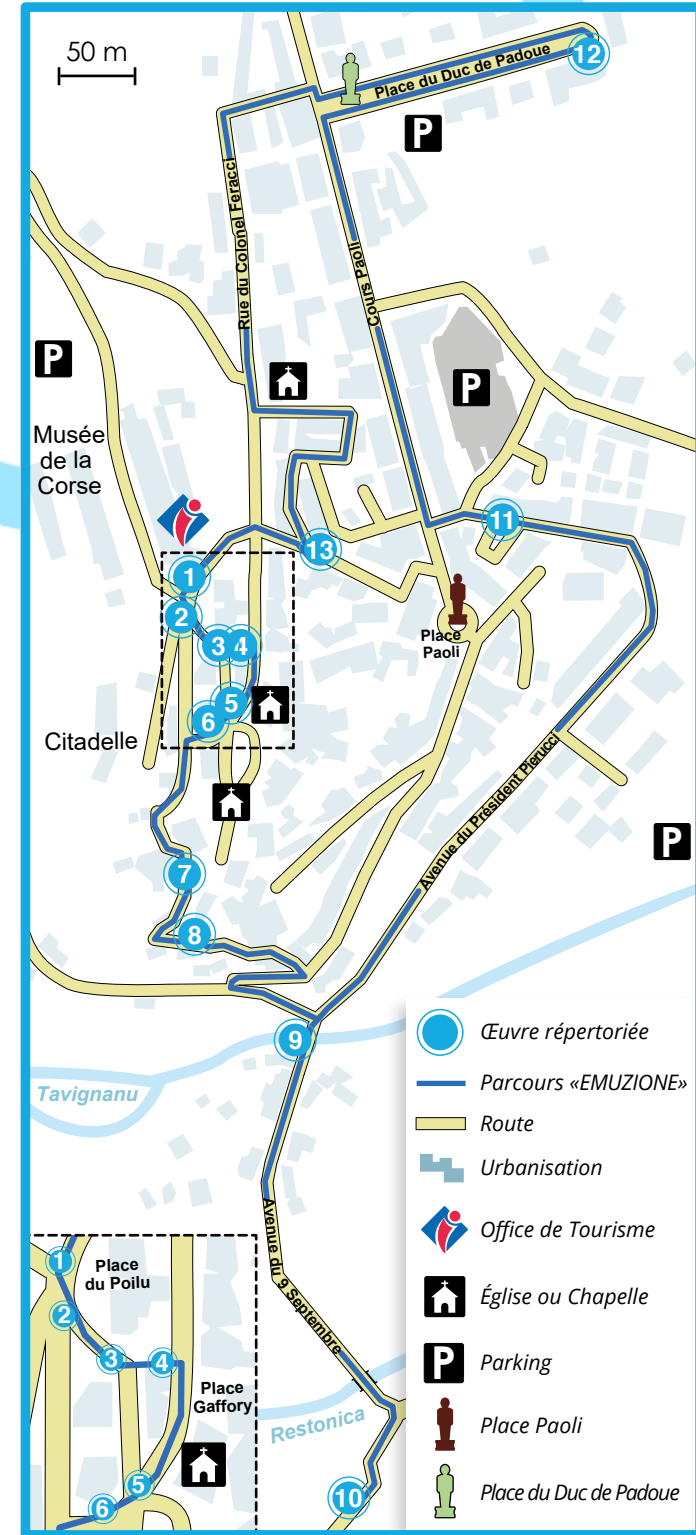 50 m
12
Place du Duc de Padoue
P
Rue du Colonel Feracci
Cours Paoli
P
P
Musée
de la
Corse
11
13
1
2
3
4
Place
Paoli
5
6
Citadelle
Avenue du Président Pierucci
P
7
8
9
Tavignanu
Avenue du 9 Septembre
Restonica
10
1
Place
du Poilu
2
3
4
Place
Gaffory
5
6
Œuvre répertoriée
Parcours «EMUZIONE»
Route
Urbanisation
Office de Tourisme
Église ou Chapelle
P
Parking
Place Paoli
Place du Duc de Padoue